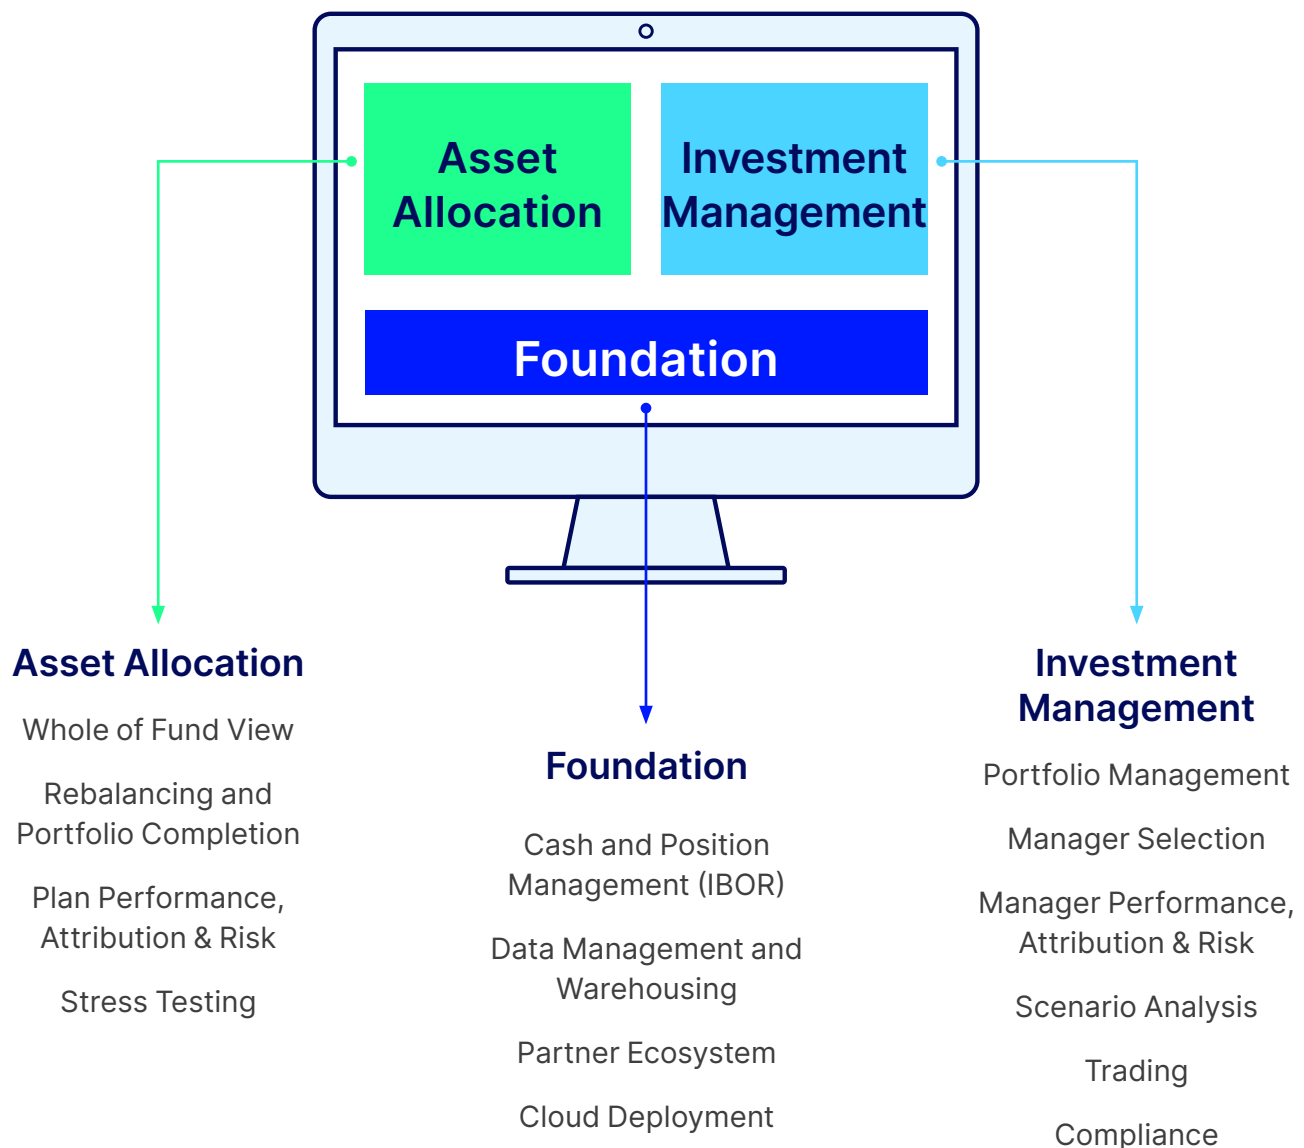 Asset
Allocation
Investment
Management
Foundation
Asset Allocation
Whole of Fund View
Rebalancing and
Portfolio Completion
Plan Performance,
Attribution & Risk
Stress Testing
Foundation
Cash and Position
Management (IBOR)
Data Management and
Warehousing
Partner Ecosystem
Cloud Deployment
Investment
Management
Portfolio Management
Manager Selection
Manager Performance,
Attribution & Risk
Scenario Analysis
Trading
Compliance